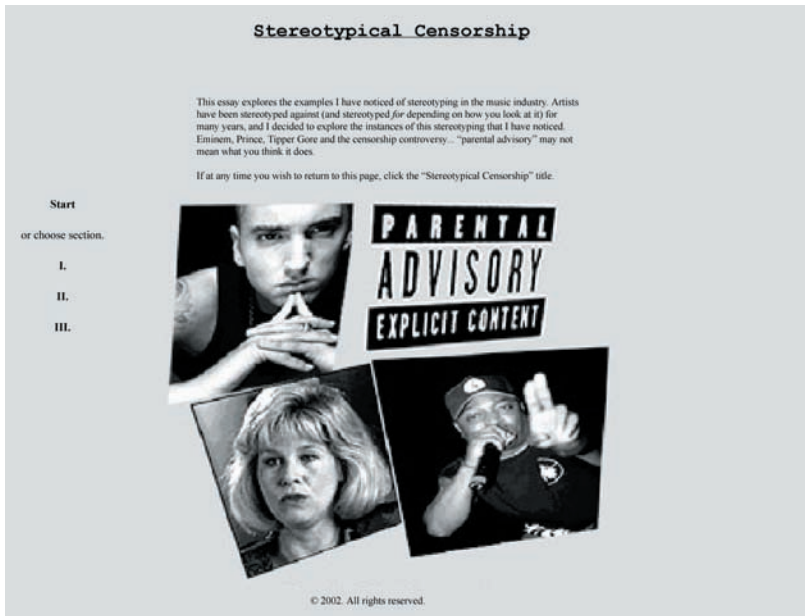 Stereotypical Censorship
This essay explores the examples I have noticed of stereotyping in the music industry. Artists
have been stereotyped against (and stereotyped for depending on how you look at it) for
many years, and I decided to explore the instances of this stereotyping that I have noticed.
Eminem, Prince, Tipper Gore and the censorship controversy... “parental advisory” may not
mean what you think it does.
If at any time you wish to return to this page, click the “Stereotypical Censorship” title.
Start
or choose section.
I.
II.
III.
PARENTAL
ADVISORY
EXPLICIT CONTENT
© 2002. All rights reserved.